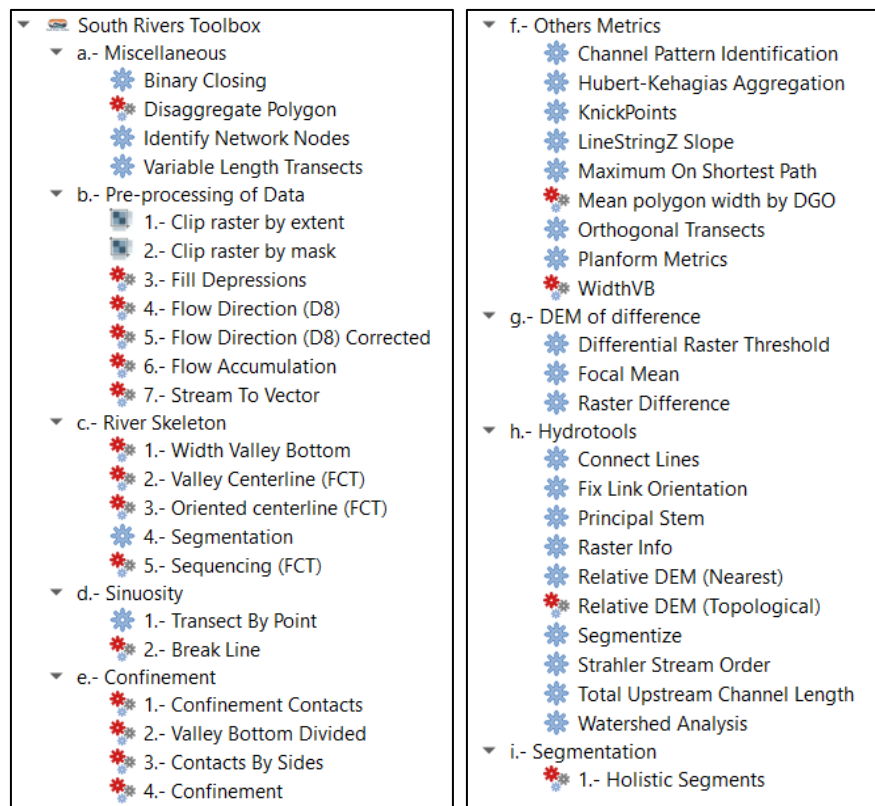 South Rivers Toolbox
a.- Miscellaneous
Binary Closing
Disaggregate Polygon
Identify Network Nodes
Variable Length Transects
b.- Pre-processing of Data
1.- Clip raster by extent
2.- Clip raster by mask
3.- Fill Depressions
4.- Flow Direction (D8)
5.- Flow Direction (D8) Corrected
6.- Flow Accumulation
7.- Stream To Vector
c.- River Skeleton
1.- Width Valley Bottom
2.- Valley Centerline (FCT)
3.- Oriented centerline (FCT)
4.- Segmentation
5.- Sequencing (FCT)
d.- Sinuosity
1.- Transect By Point
2.- Break Line
e.- Confinement
1.- Confinement Contacts
2.- Valley Bottom Divided
3.- Contacts By Sides
4.- Confinement
f.- Others Metrics
Channel Pattern Identification
Hubert-Kehagias Aggregation
KnickPoints
LineStringZ Slope
Maximum On Shortest Path
Mean polygon width by DGO
Orthogonal Transects
Planform Metrics
WidthVB
g.- DEM of difference
Differential Raster Threshold
Focal Mean
Raster Difference
h.- Hydrotools
Connect Lines
Fix Link Orientation
Principal Stem
Raster Info
Relative DEM (Nearest)
Relative DEM (Topological)
Segmentize
Strahler Stream Order
Total Upstream Channel Length
Watershed Analysis
i.- Segmentation
1.- Holistic Segments